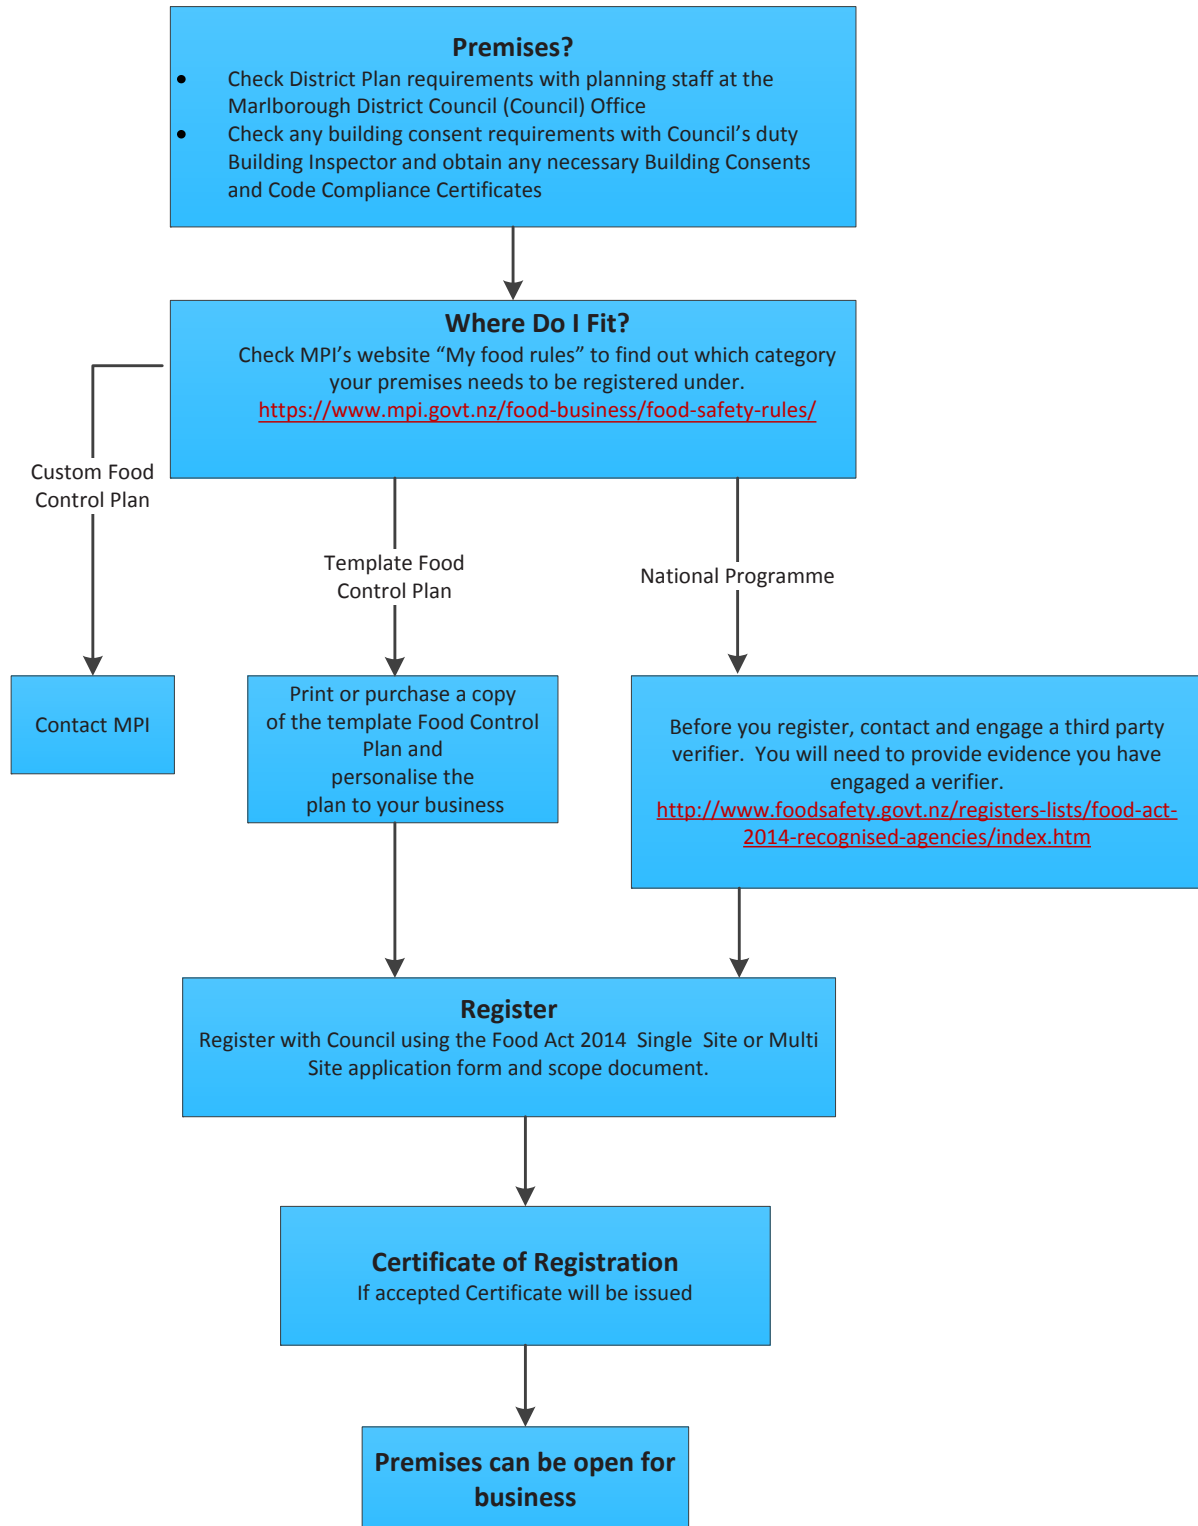 Premises?
● Check District Plan requirements with planning staff at the
Marlborough District Council (Council) Office
● Check any building consent requirements with Council’s duty
Building Inspector and obtain any necessary Building Consents
and Code Compliance Certificates
Where Do I Fit?
Check MPI’s website “My food rules” to find out which category
your premises needs to be registered under.
https://www.mpi.govt.nz/food-business/food-safety-rules/
Custom Food
Control Plan
Template Food
Control Plan
National Programme
Contact MPI
Print or purchase a copy
of the template Food Control
Plan and
personalise the
plan to your business
Before you register, contact and engage a third party
verifier.  You will need to provide evidence you have
engaged a verifier.
http://www.foodsafety.govt.nz/registers-lists/food-act-
2014-recognised-agencies/index.htm
Register
Register with Council using the Food Act 2014  Single  Site or Multi
Site application form and scope document.
Certificate of Registration
If accepted Certificate will be issued
Premises can be open for
business